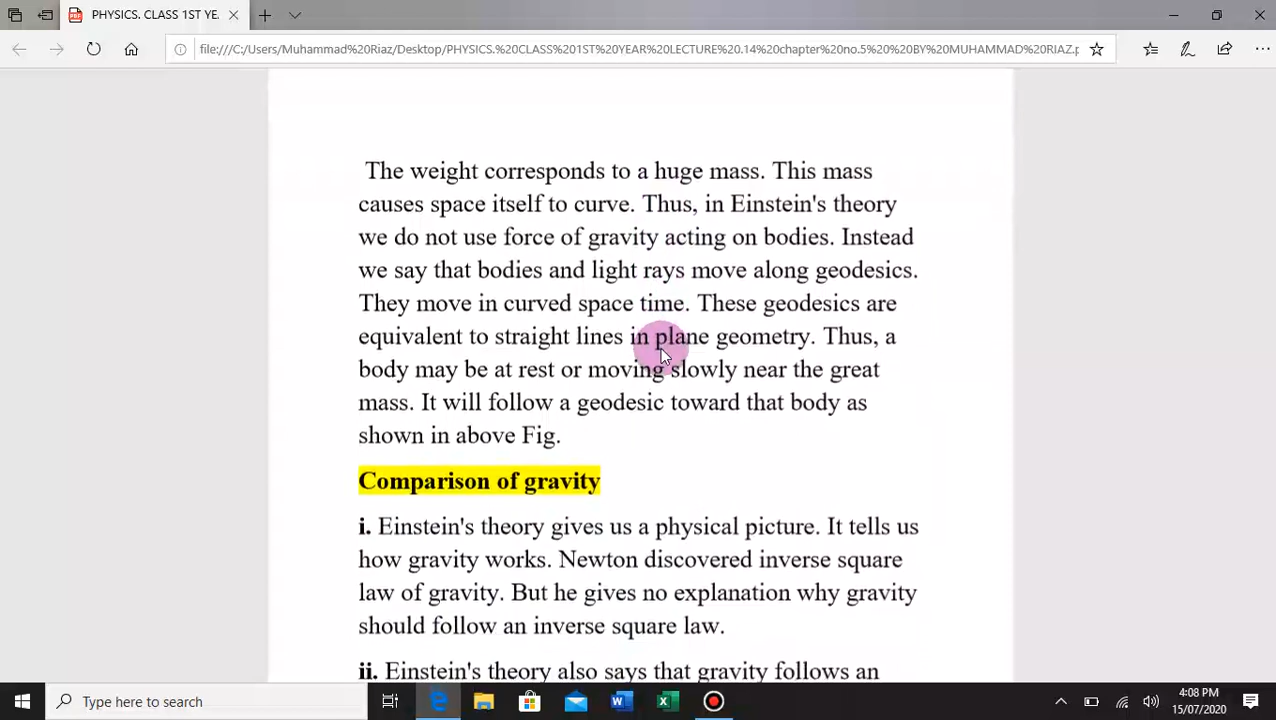 PHYSICS. CLASS 1ST YE.
file:///C:/Users/Muhammad%20Riaz/Desktop/PHYSICS.%20CLASS%201ST%20YEAR%20LECTURE%20.14%20chapter%20no.5%20%20BY%20MUHAMMAD%20RIAZ.p
The weight corresponds to a huge mass. This mass
causes space itself to curve. Thus, in Einstein's theory
we do not use force of gravity acting on bodies. Instead
we say that bodies and light rays move along geodesics.
They move in curved space time. These geodesics are
equivalent to straight lines in plane geometry. Thus, a
body may be at rest or moving slowly near the great
mass. It will follow a geodesic toward that body as
shown in above Fig.
Comparison of gravity
i. Einstein's theory gives us a physical picture. It tells us
how gravity works. Newton discovered inverse square
law of gravity. But he gives no explanation why gravity
should follow an inverse square law.
ii. Einstein's theory also says that gravity follows an
Type here to search
4:08 PM
15/07/2020